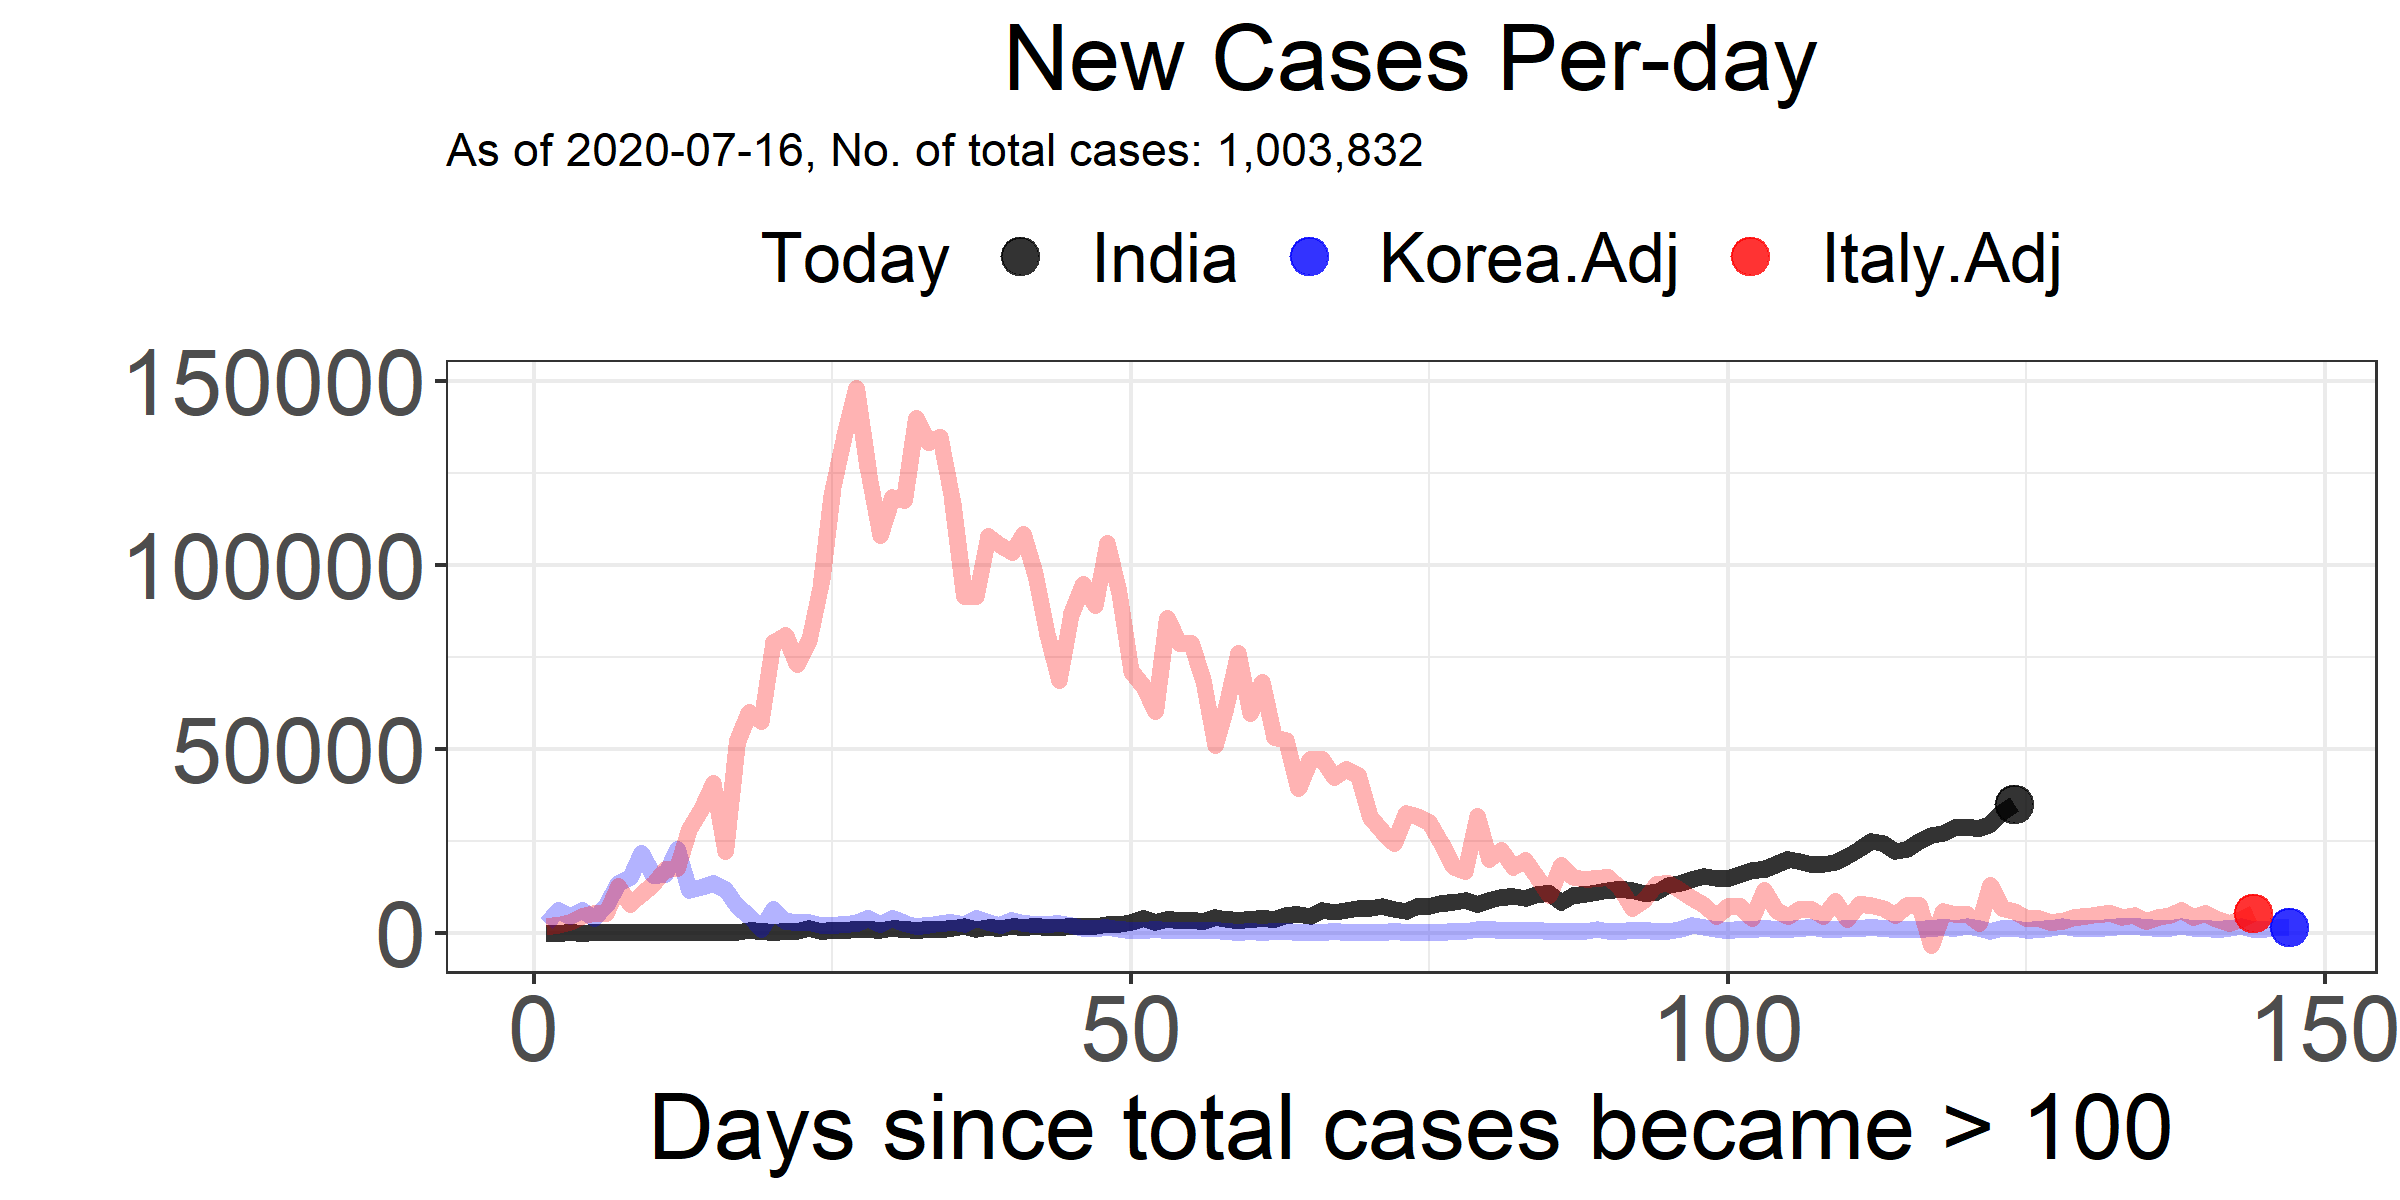 New Cases Per-day
As of 2020-07-16, No. of total cases: 1,003,832
Today India Korea.Adj Italy.Adj
150000
100000
50000
0
0 50 100 150
Days since total cases became > 100